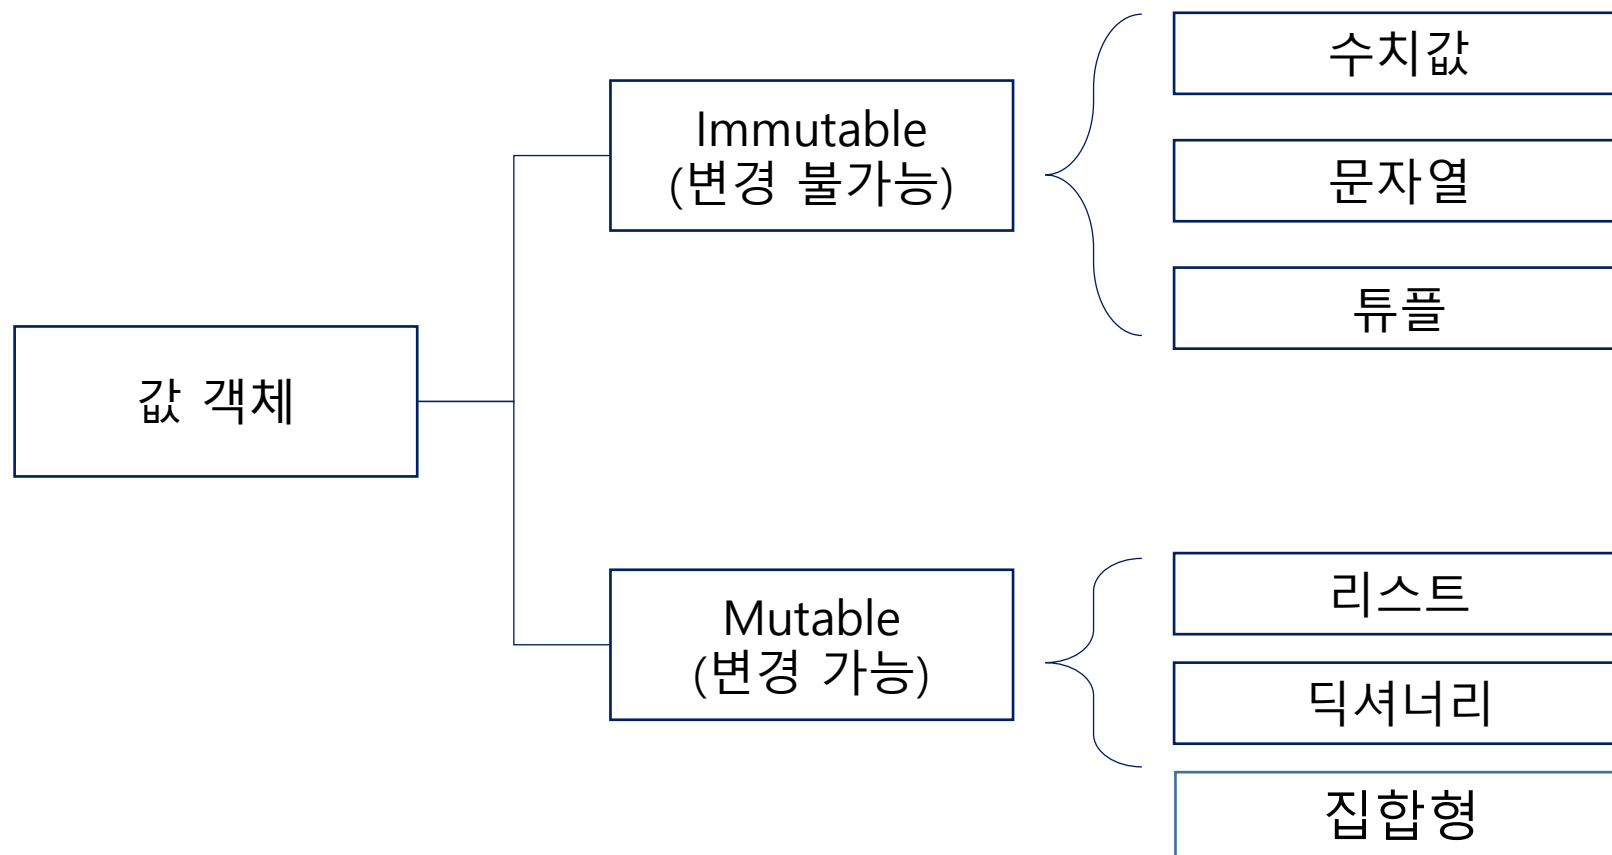 값 객체
Immutable
(변경 불가능)
수치값
문자열
튜플
Mutable
(변경 가능)
리스트
딕셔너리
집합형